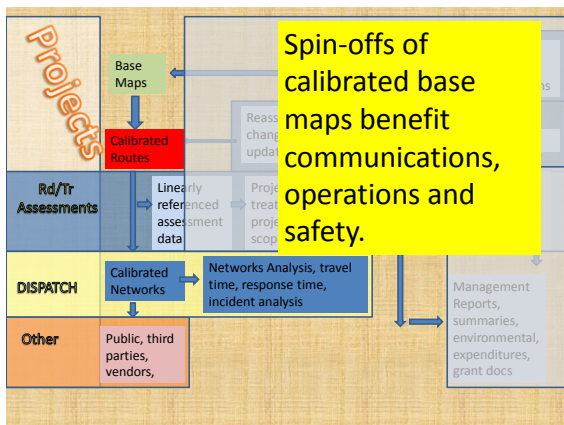 Projects
Base
Maps
Spin-offs of
calibrated base
maps benefit
communications,
operations and
safety.
Calibrated
Routes
Rd/Tr
Assessments
Linearly
referenced
assessment
data
DISPATCH
Calibrated
Networks
Networks Analysis, travel
time, response time,
incident analysis
Management
Reports,
summaries,
environmental,
expenditures,
grant docs
Other
Public, third
parties,
vendors,